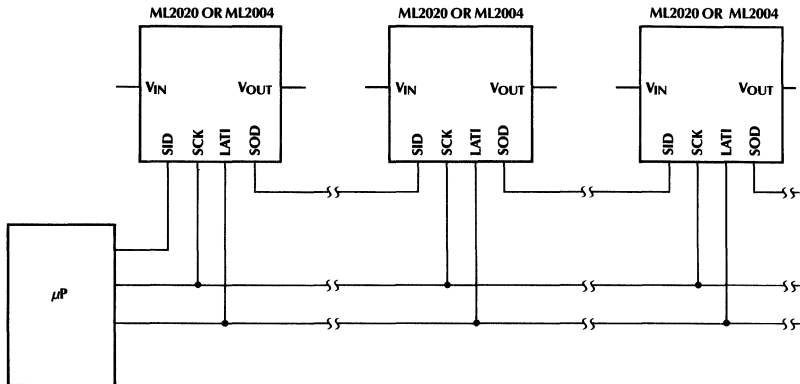 ML2020 OR ML2004 ML2020 OR ML2004 ML2020 OR ML2004
VIN VOUT VIN VOUT VIN VOUT
SID SCK LATI SOD SID SCK LATI SOD SID SCK LATI SOD
μP